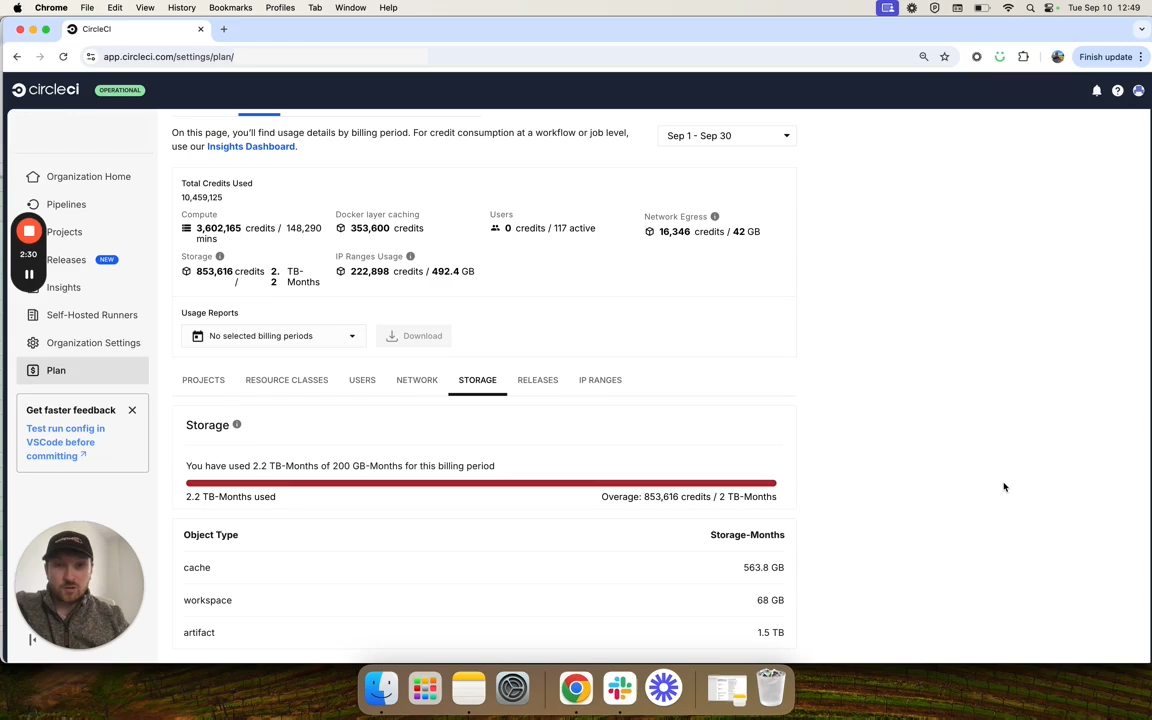 Chrome File Edit View History Bookmarks Profiles Tab Window Help Tue Sep 10 12:49
CircleCI
app.circleci.com/settings/plan/ Finish update
circleci OPERATIONAL
Organization Home
Pipelines
Projects
Releases NEW
Insights
Self-Hosted Runners
Organization Settings
Plan
2:30
Get faster feedback
Test run config in
VSCode before
committing
On this page, you'll find usage details by billing period. For credit consumption at a workflow or job level,
use our Insights Dashboard.
Sep 1 - Sep 30
Total Credits Used
10,459,125
Compute
3,602,165 credits / 148,290
mins
Docker layer caching
353,600 credits
Users
0 credits / 117 active
Network Egress
16,346 credits / 42 GB
Storage
853,616 credits 2. TB-
/ 2 Months
IP Ranges Usage
222,898 credits / 492.4 GB
Usage Reports
No selected billing periods Download
PROJECTS RESOURCE CLASSES USERS NETWORK STORAGE RELEASES IP RANGES
Storage
You have used 2.2 TB-Months of 200 GB-Months for this billing period
2.2 TB-Months used Overage: 853,616 credits / 2 TB-Months
Object Type Storage-Months
cache 563.8 GB
workspace 68 GB
artifact 1.5 TB